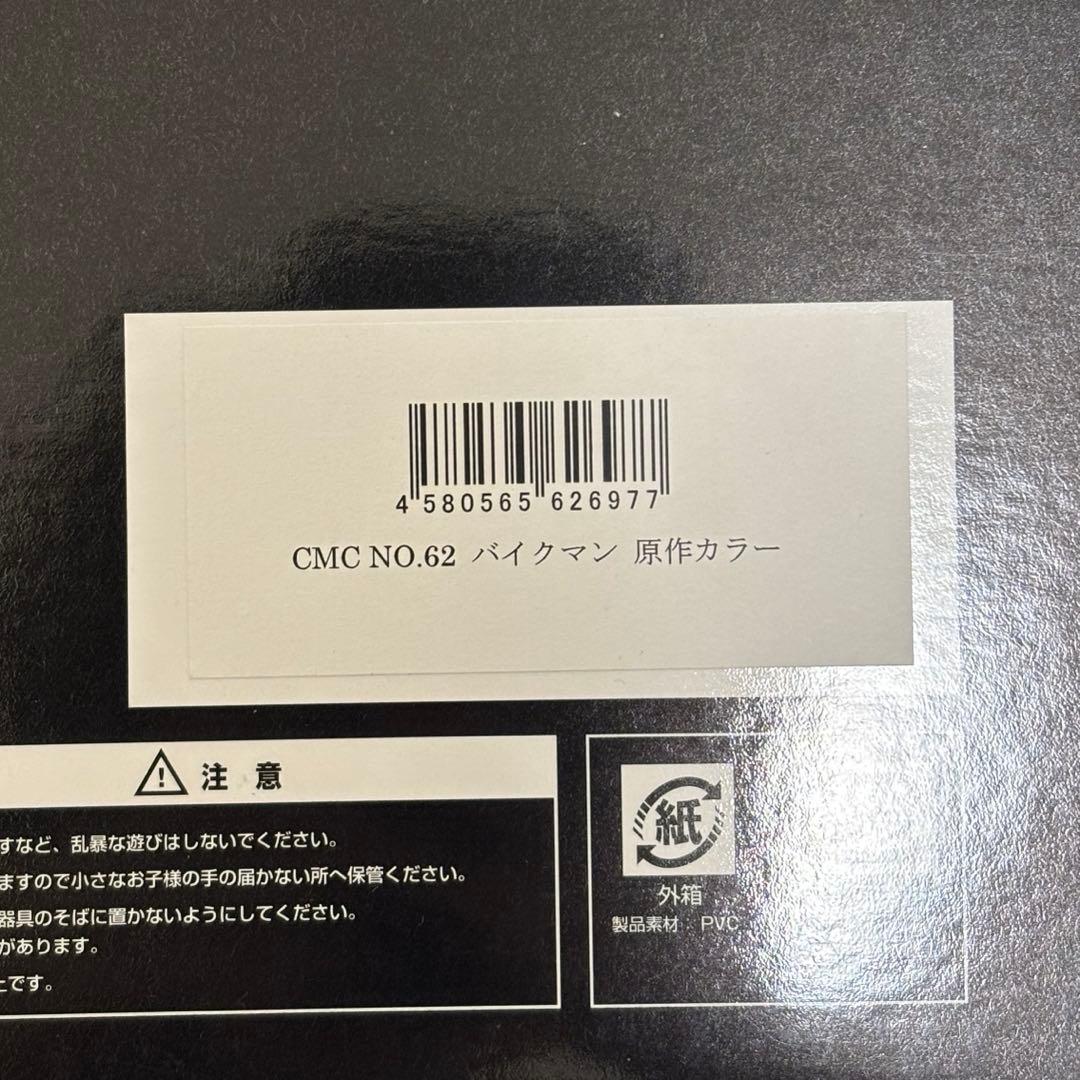 4 580565 626977
CMC NO.62 バイクマン 原作カラー
注 意
すなど、乱暴な遊びはしないでください。
ますので小さなお子様の手の届かない所へ保管ください。
器具のそばに置かないようにしてください。
があります。
上です。
紙
外箱
製品素材：PVC